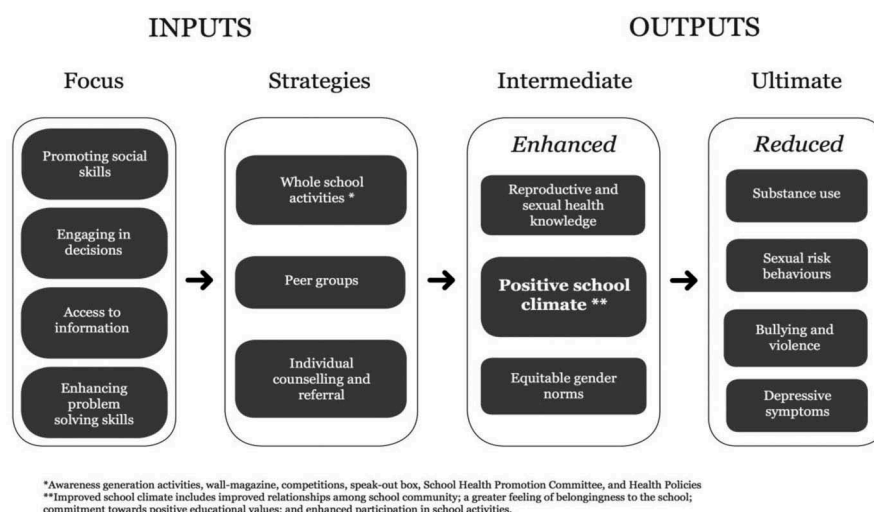 INPUTS
OUTPUTS
Focus
Strategies
Intermediate
Ultimate
Promoting social
skills
Engaging in
decisions
Access to
information
Enhancing
problem
solving skills
Whole school
activities *
Peer groups
Individual
counselling and
referral
Enhanced
Reproductive and
sexual health
knowledge
Positive school
climate **
Equitable gender
norms
Reduced
Substance use
Sexual risk
behaviours
Bullying and
violence
Depressive
symptoms
*Awareness generation activities, wall-magazine, competitions, speak-out box, School Health Promotion Committee, and Health Policies
**Improved school climate includes improved relationships among school community; a greater feeling of belongingness to the school;
commitment towards positive educational values; and enhanced participation in school activities.